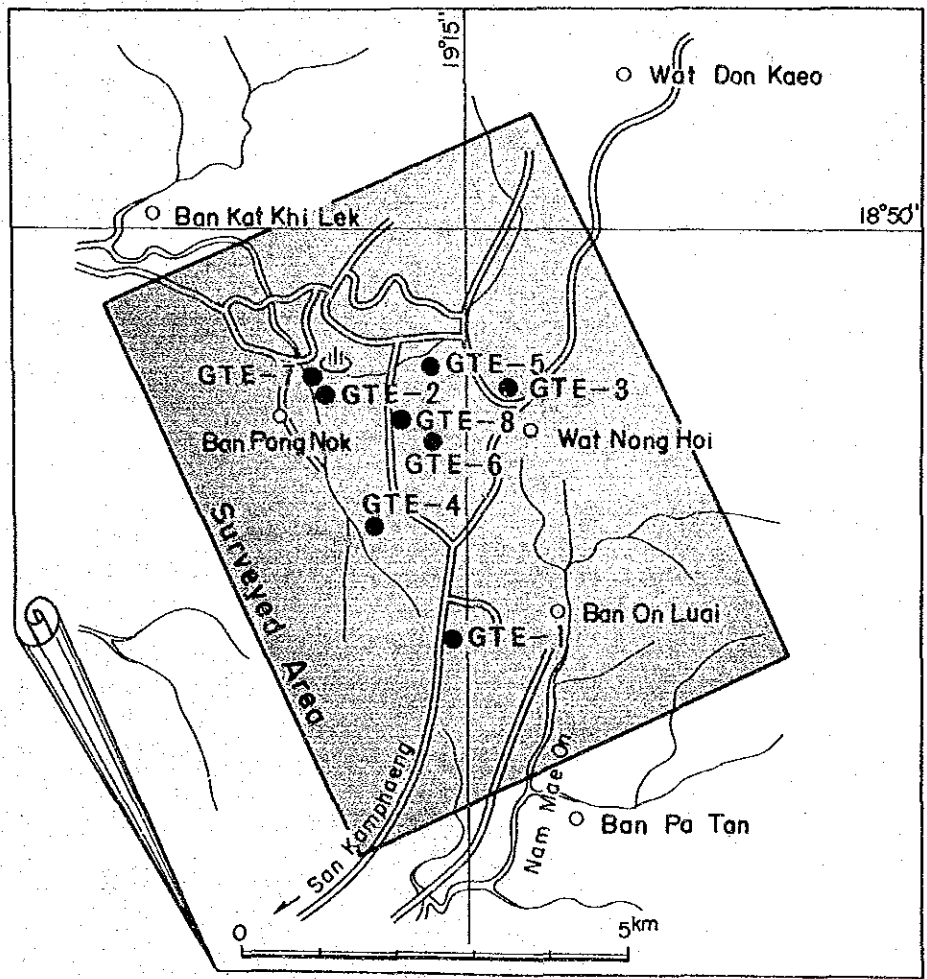 19°15"
Wat Don Kaeo
Ban Kat Khi Lek
18°50"
GTE-7
GTE-5
GTE-2
GTE-3
GTE-8
Ban Pong Nok
Wat Nong Hoi
GTE-6
GTE-4
Surveyed Area
Ban On Luai
GTE-
Nam Mae On
San Kamphaeng
Ban Pa Tan
0
5km